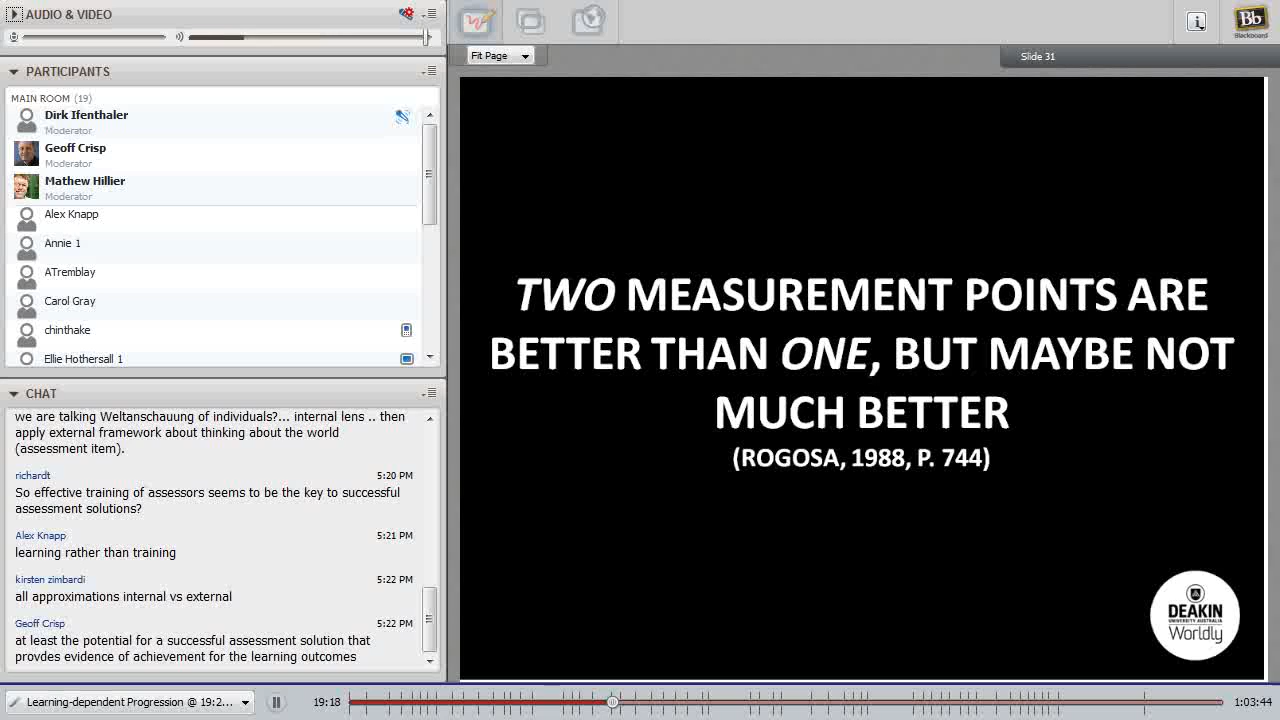 AUDIO & VIDEO
PARTICIPANTS
MAIN ROOM (19)
Dirk Ifenthaler
Moderator
Geoff Crisp
Moderator
Mathew Hillier
Moderator
Alex Knapp
Annie 1
ATremblay
Carol Gray
chinthake
Ellie Hothersall 1
CHAT
we are talking Weltanschauung of individuals?... internal lens .. then
apply external framework about thinking about the world
(assessment item).
richardt 5:20 PM
So effective training of assessors seems to be the key to successful
assessment solutions?
Alex Knapp 5:21 PM
learning rather than training
kirsten zimbardi 5:22 PM
all approximations internal vs external
Geoff Crisp 5:22 PM
at least the potential for a successful assessment solution that
provdes evidence of achievement for the learning outcomes
Fit Page
Slide 31
Bb
Blackboard
TWO MEASUREMENT POINTS ARE
BETTER THAN ONE, BUT MAYBE NOT
MUCH BETTER
(ROGOSA, 1988, P. 744)
DEAKIN
UNIVERSITY AUSTRALIA
Worldly
Learning-dependent Progression @ 19:2...
19:18
1:03:44